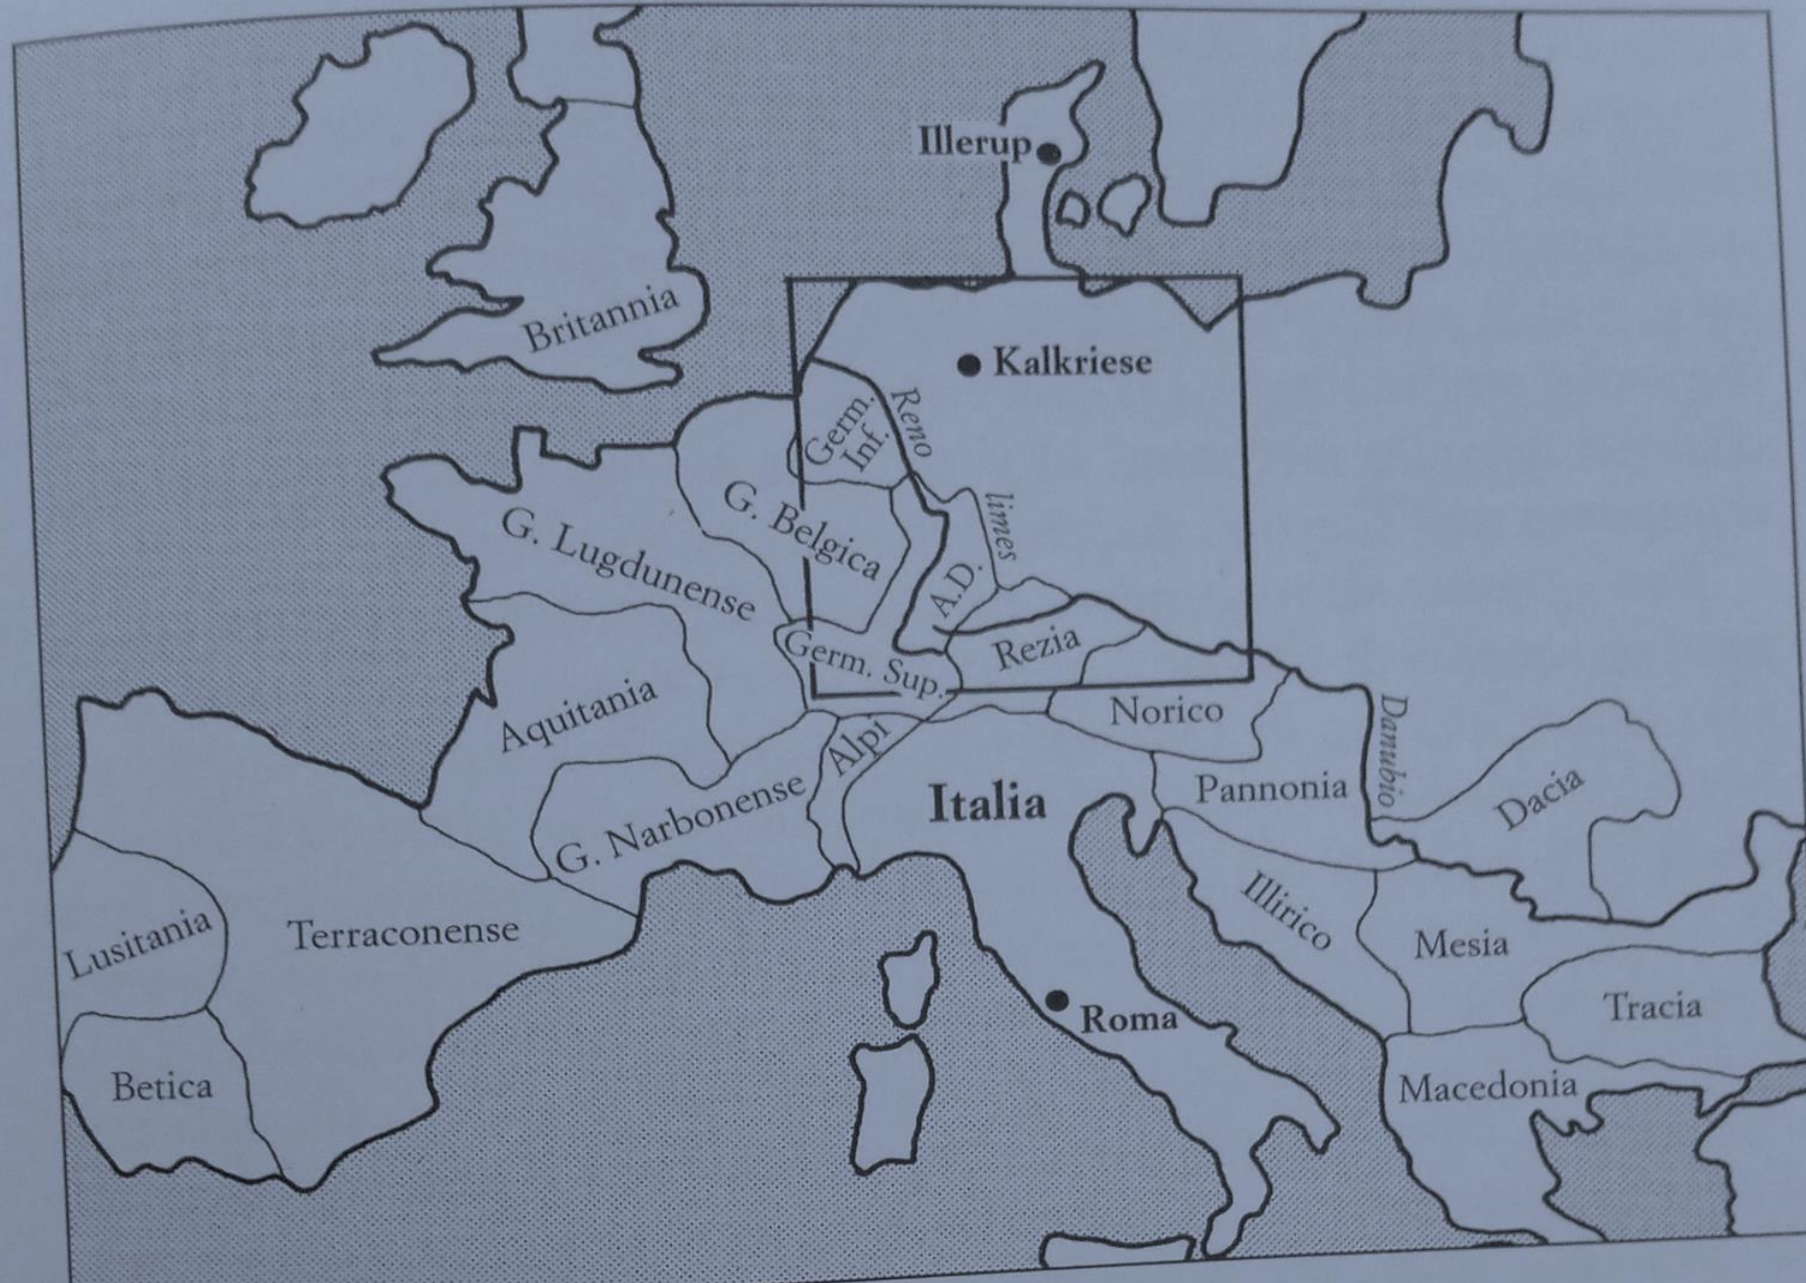 Illerup
Britannia
Kalkriese
Germ.
Inf.
Reno
G. Belgica
limes
G. Lugdunense
A.D.
Rezia
Germ. Sup.
Aquitania
Norico
Danubio
Alpi
Pannonia
Dacia
Italia
G. Narbonense
Illirico
Lusitania
Terraconense
Mesia
Roma
Tracia
Betica
Macedonia